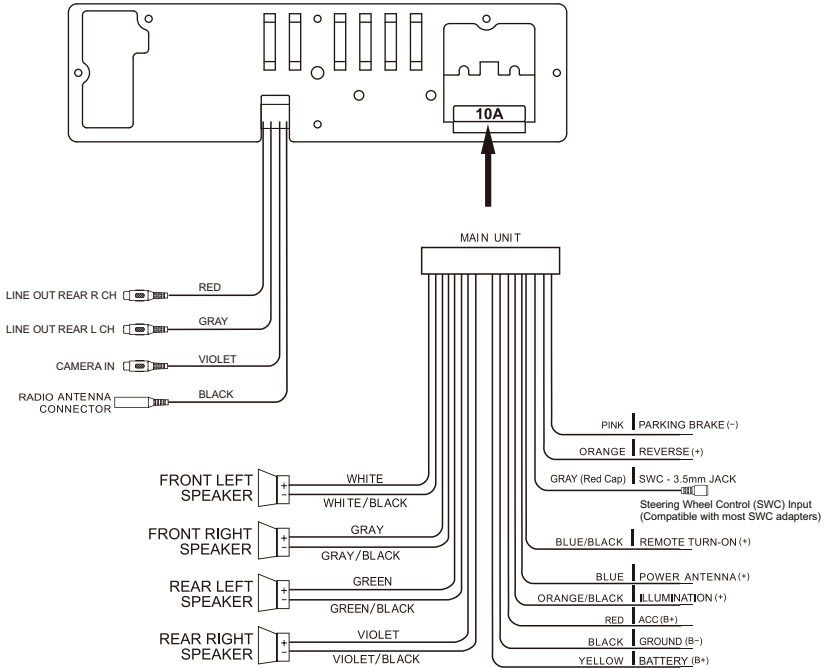 10A
MAIN UNIT
LINE OUT REAR R CH
RED
LINE OUT REAR L CH
GRAY
CAMERA IN
VIOLET
RADIO ANTENNA
CONNECTOR
BLACK
PINK PARKING BRAKE (−)
ORANGE REVERSE (+)
GRAY (Red Cap) SWC - 3.5mm JACK
Steering Wheel Control (SWC) Input
(Compatible with most SWC adapters)
BLUE/BLACK REMOTE TURN-ON (+)
BLUE POWER ANTENNA (+)
ORANGE/BLACK ILLUMINATION (+)
RED ACC (B+)
BLACK GROUND (B−)
YELLOW BATTERY (B+)
FRONT LEFT
SPEAKER
+
−
WHITE
WHITE/BLACK
FRONT RIGHT
SPEAKER
+
−
GRAY
GRAY/BLACK
REAR LEFT
SPEAKER
+
−
GREEN
GREEN/BLACK
REAR RIGHT
SPEAKER
+
−
VIOLET
VIOLET/BLACK